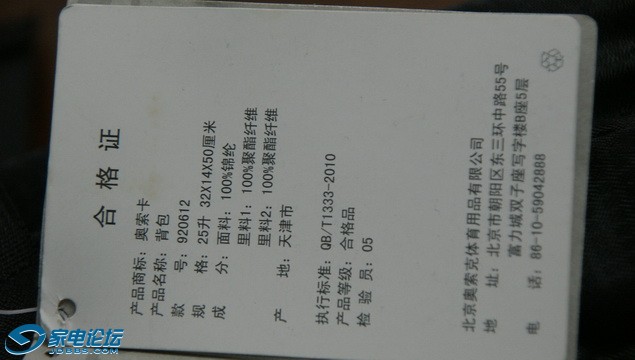 合格证
产品商标：奥索卡
产品名称：背包
款　　号：920612
规　　格：25升 32X14X50厘米
成　　分：面料：100%锦纶
里料1：100%聚酯纤维
里料2：100%聚酯纤维
产　　地：天津市
执行标准：QB/T1333-2010
产品等级：合格品
检 验 员：05
北京奥索克体育用品有限公司
地　　址：北京市朝阳区东三环中路55号
富力城双子座写字楼B座5层
电　　话：86-10-59042888
家电论坛
JDBBS.COM